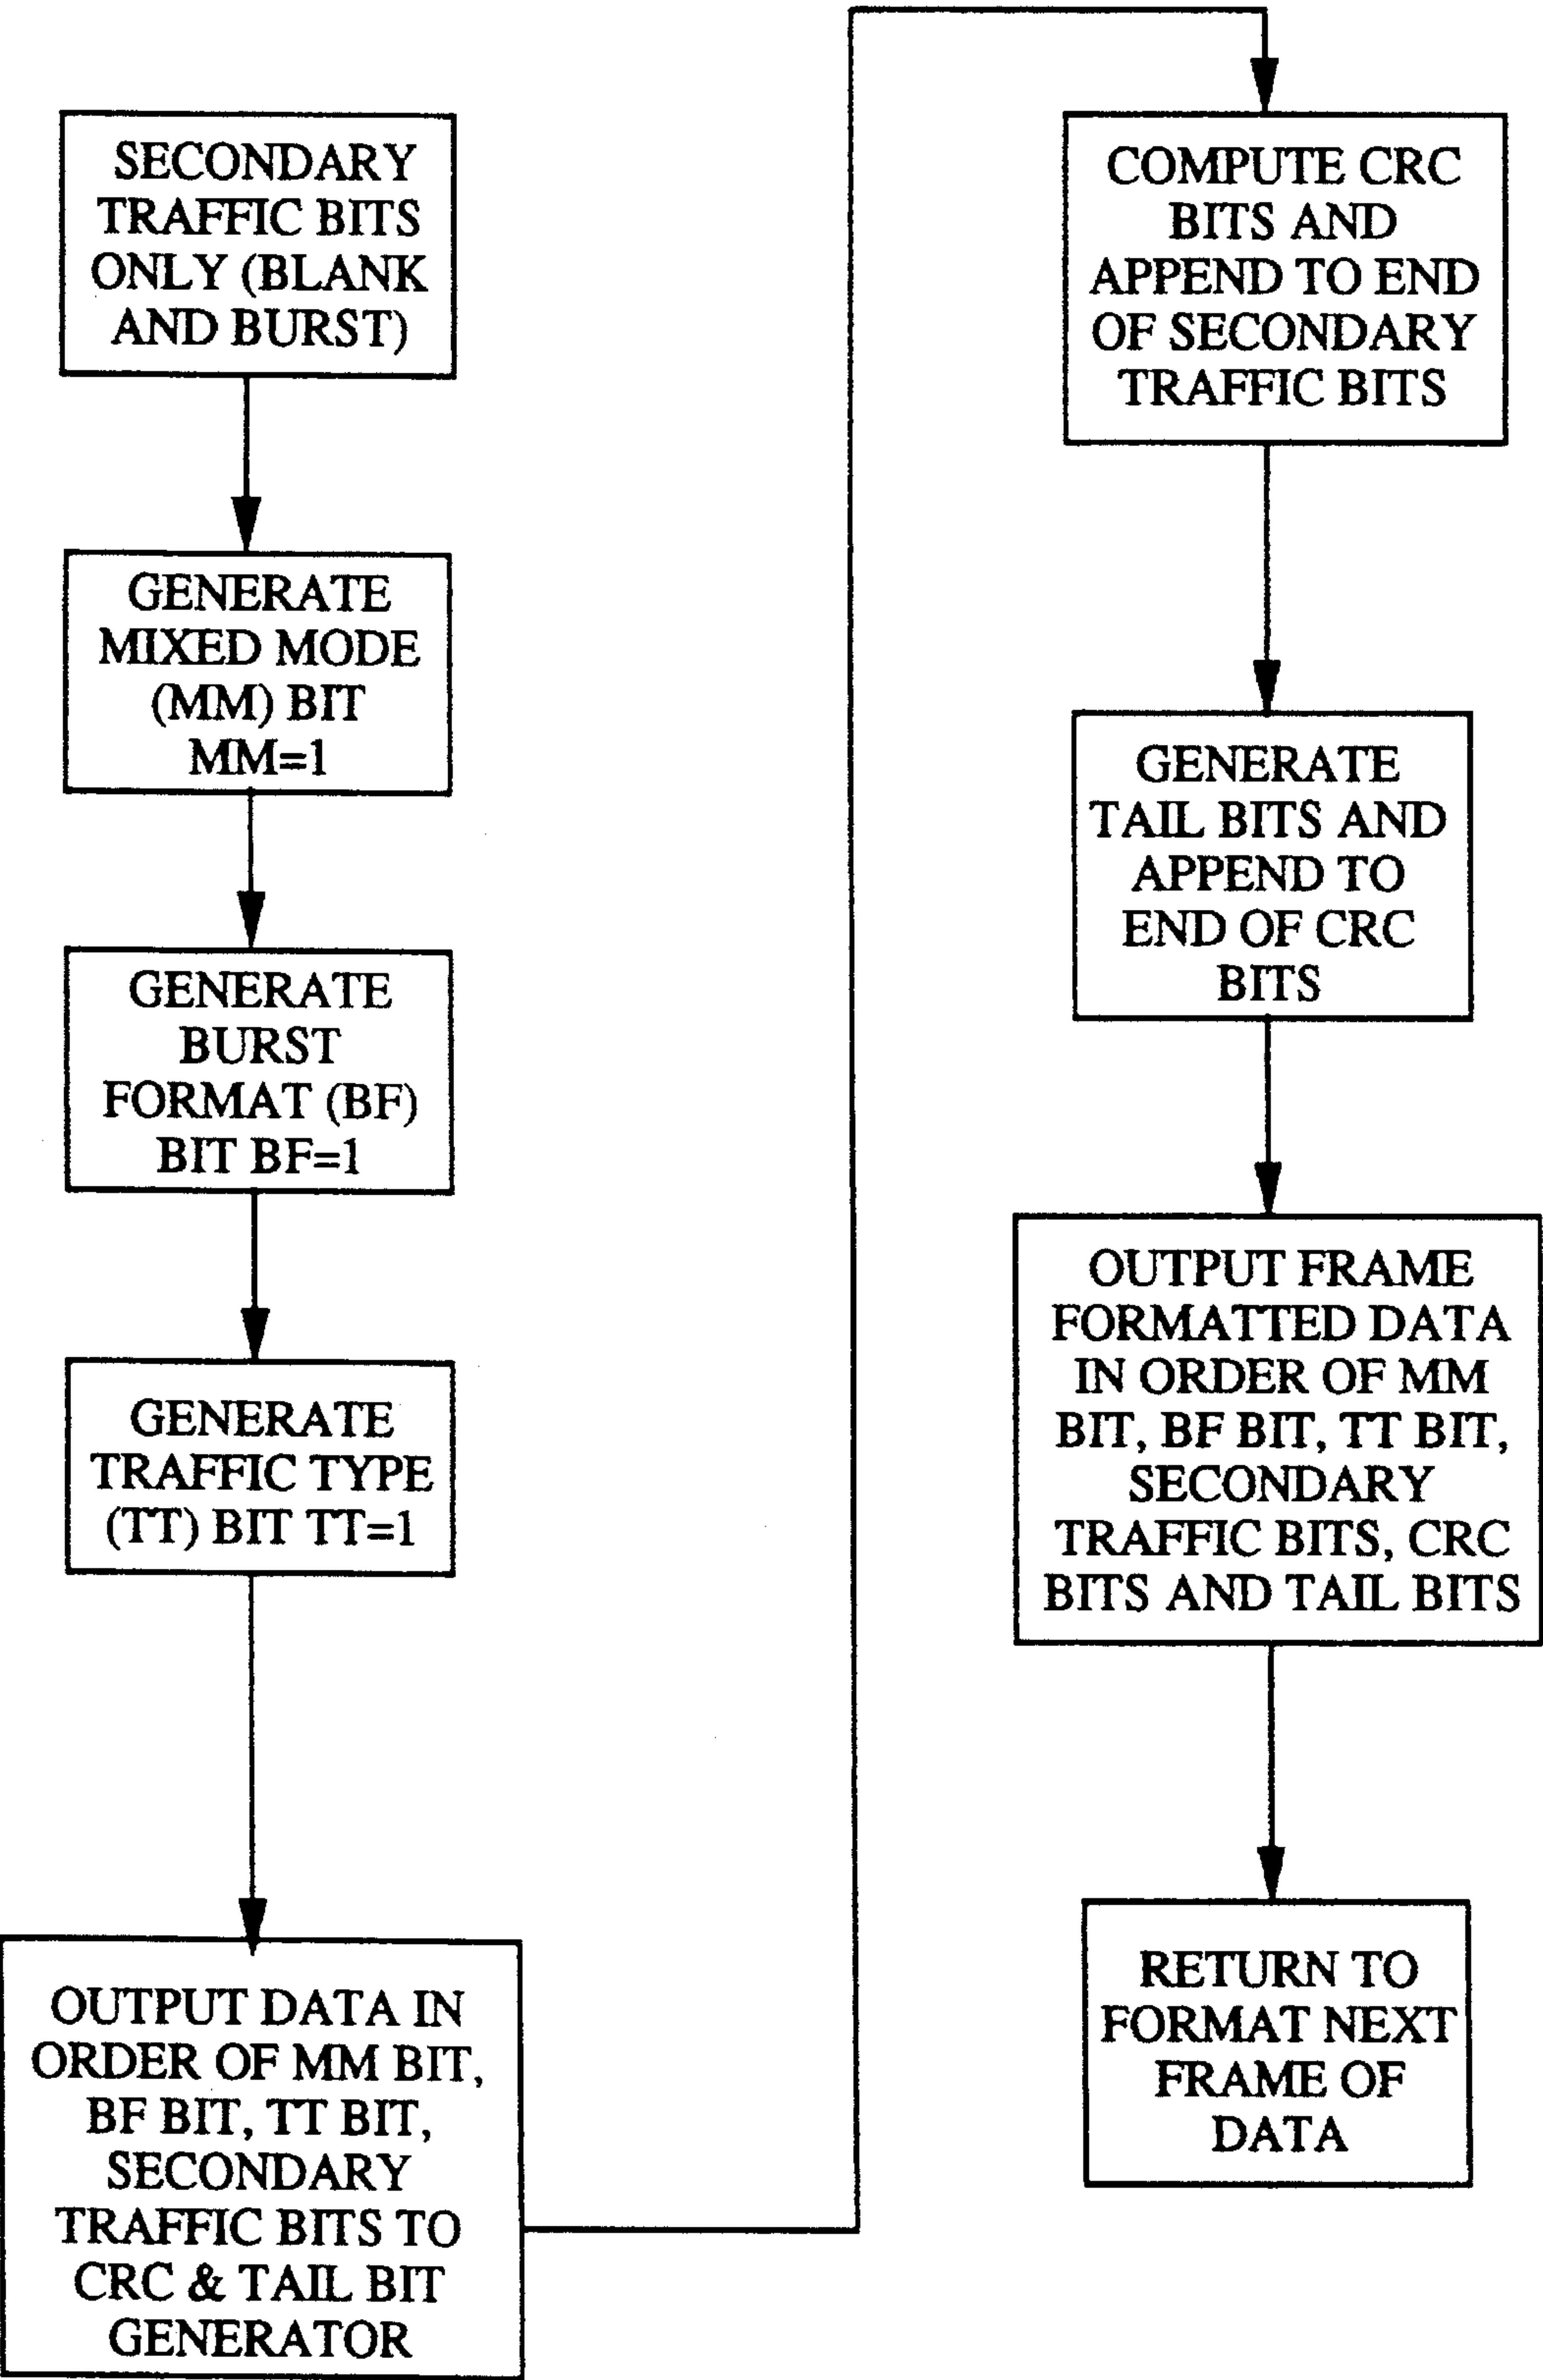 SECONDARY
TRAFFIC BITS
ONLY (BLANK
AND BURST)
GENERATE
MIXED MODE
(MM) BIT
MM=1
GENERATE
BURST
FORMAT (BF)
BIT BF=1
GENERATE
TRAFFIC TYPE
(TT) BIT TT=1
OUTPUT DATA IN
ORDER OF MM BIT,
BF BIT, TT BIT,
SECONDARY
TRAFFIC BITS TO
CRC & TAIL BIT
GENERATOR
COMPUTE CRC
BITS AND
APPEND TO END
OF SECONDARY
TRAFFIC BITS
GENERATE
TAIL BITS AND
APPEND TO
END OF CRC
BITS
OUTPUT FRAME
FORMATTED DATA
IN ORDER OF MM
BIT, BF BIT, TT BIT,
SECONDARY
TRAFFIC BITS, CRC
BITS AND TAIL BITS
RETURN TO
FORMAT NEXT
FRAME OF
DATA